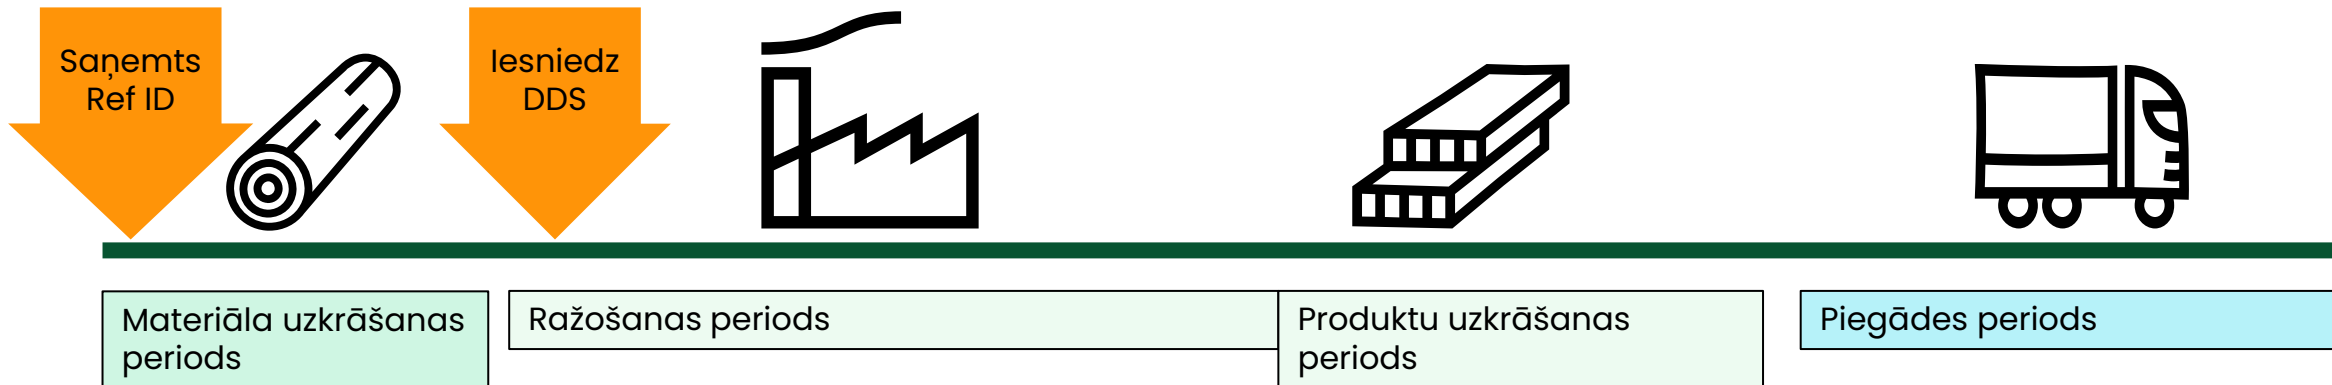 Saņemts
Ref ID
Iesniedz
DDS
Materiāla uzkrāšanas
periods
Ražošanas periods
Produktu uzkrāšanas
periods
Piegādes periods